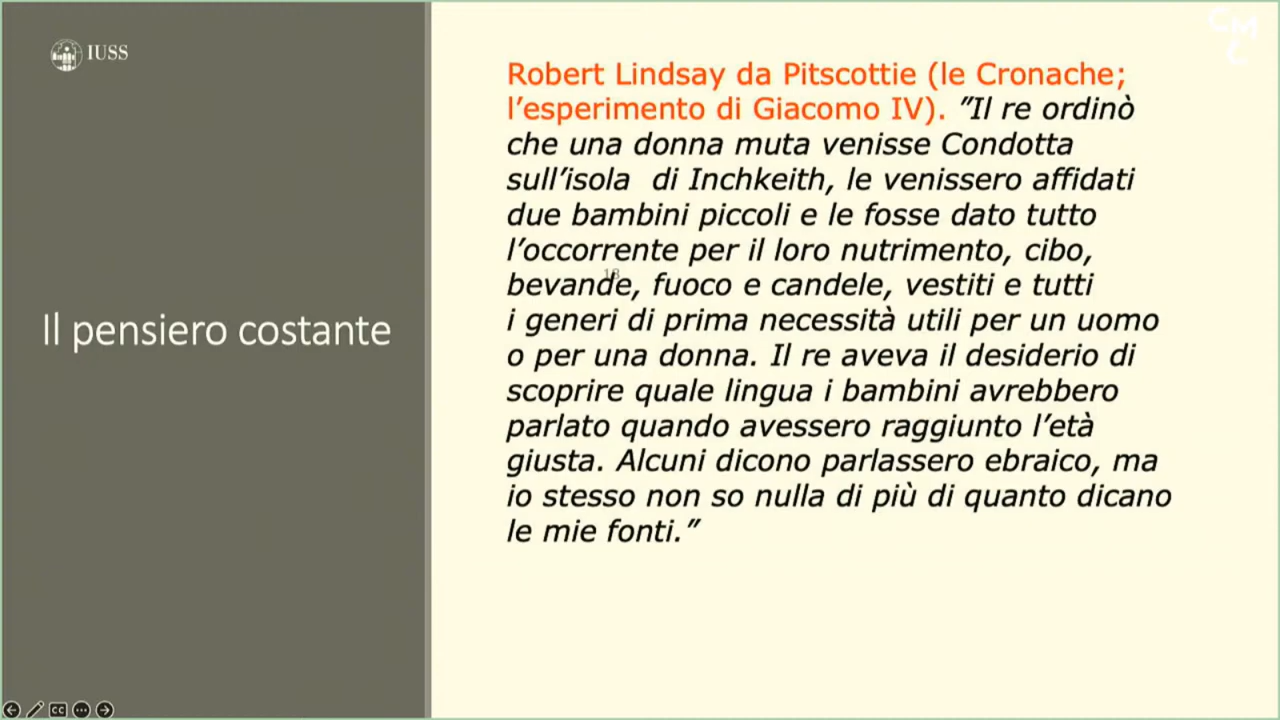 IUSS
CMC
Il pensiero costante
Robert Lindsay da Pitscottie (le Cronache;
l’esperimento di Giacomo IV). ”Il re ordinò
che una donna muta venisse Condotta
sull’isola di Inchkeith, le venissero affidati
due bambini piccoli e le fosse dato tutto
l’occorrente per il loro nutrimento, cibo,
18
bevande, fuoco e candele, vestiti e tutti
i generi di prima necessità utili per un uomo
o per una donna. Il re aveva il desiderio di
scoprire quale lingua i bambini avrebbero
parlato quando avessero raggiunto l’età
giusta. Alcuni dicono parlassero ebraico, ma
io stesso non so nulla di più di quanto dicano
le mie fonti.”
CC